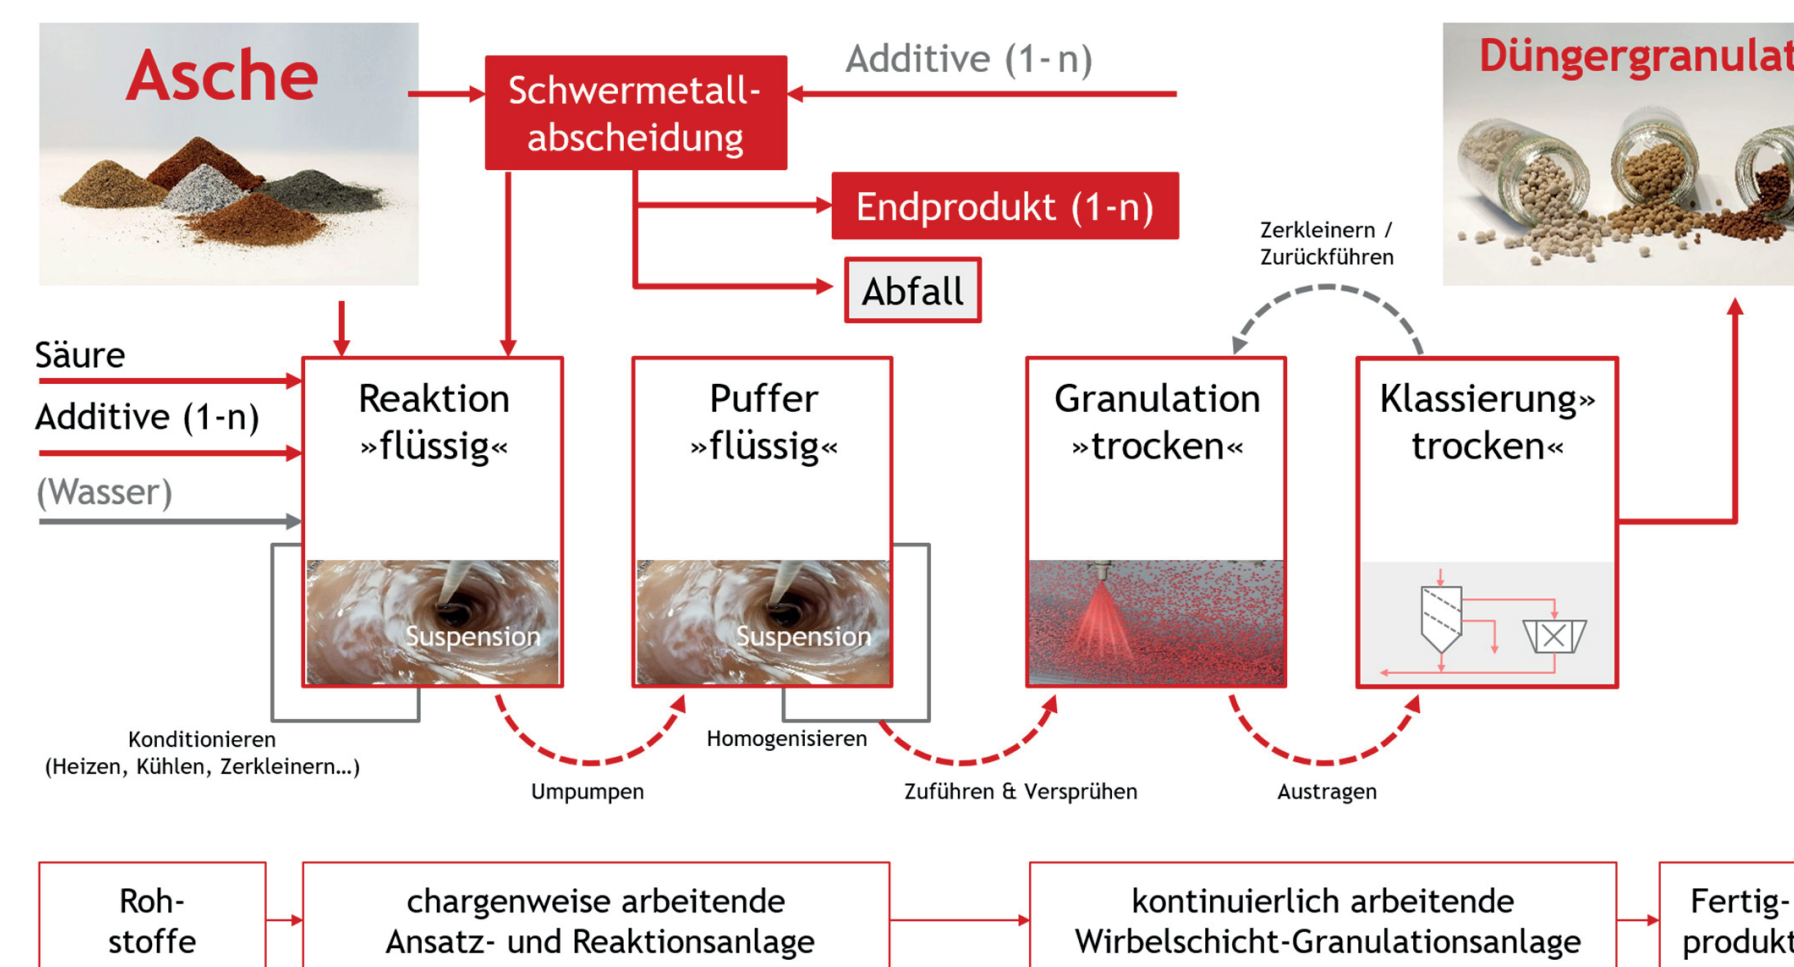 Asche
Schwermetall-
abscheidung
Additive (1-n)
Düngergranulat
Endprodukt (1-n)
Abfall
Zerkleinern /
Zurückführen
Säure
Additive (1-n)
(Wasser)
Reaktion
»flüssig«
Suspension
Puffer
»flüssig«
Suspension
Granulation
»trocken«
Klassierung»
trocken«
Konditionieren
(Heizen, Kühlen, Zerkleinern…)
Umpumpen
Homogenisieren
Zuführen & Versprühen
Austragen
Roh-
stoffe
chargenweise arbeitende
Ansatz- und Reaktionsanlage
kontinuierlich arbeitende
Wirbelschicht-Granulationsanlage
Fertig-
produkt